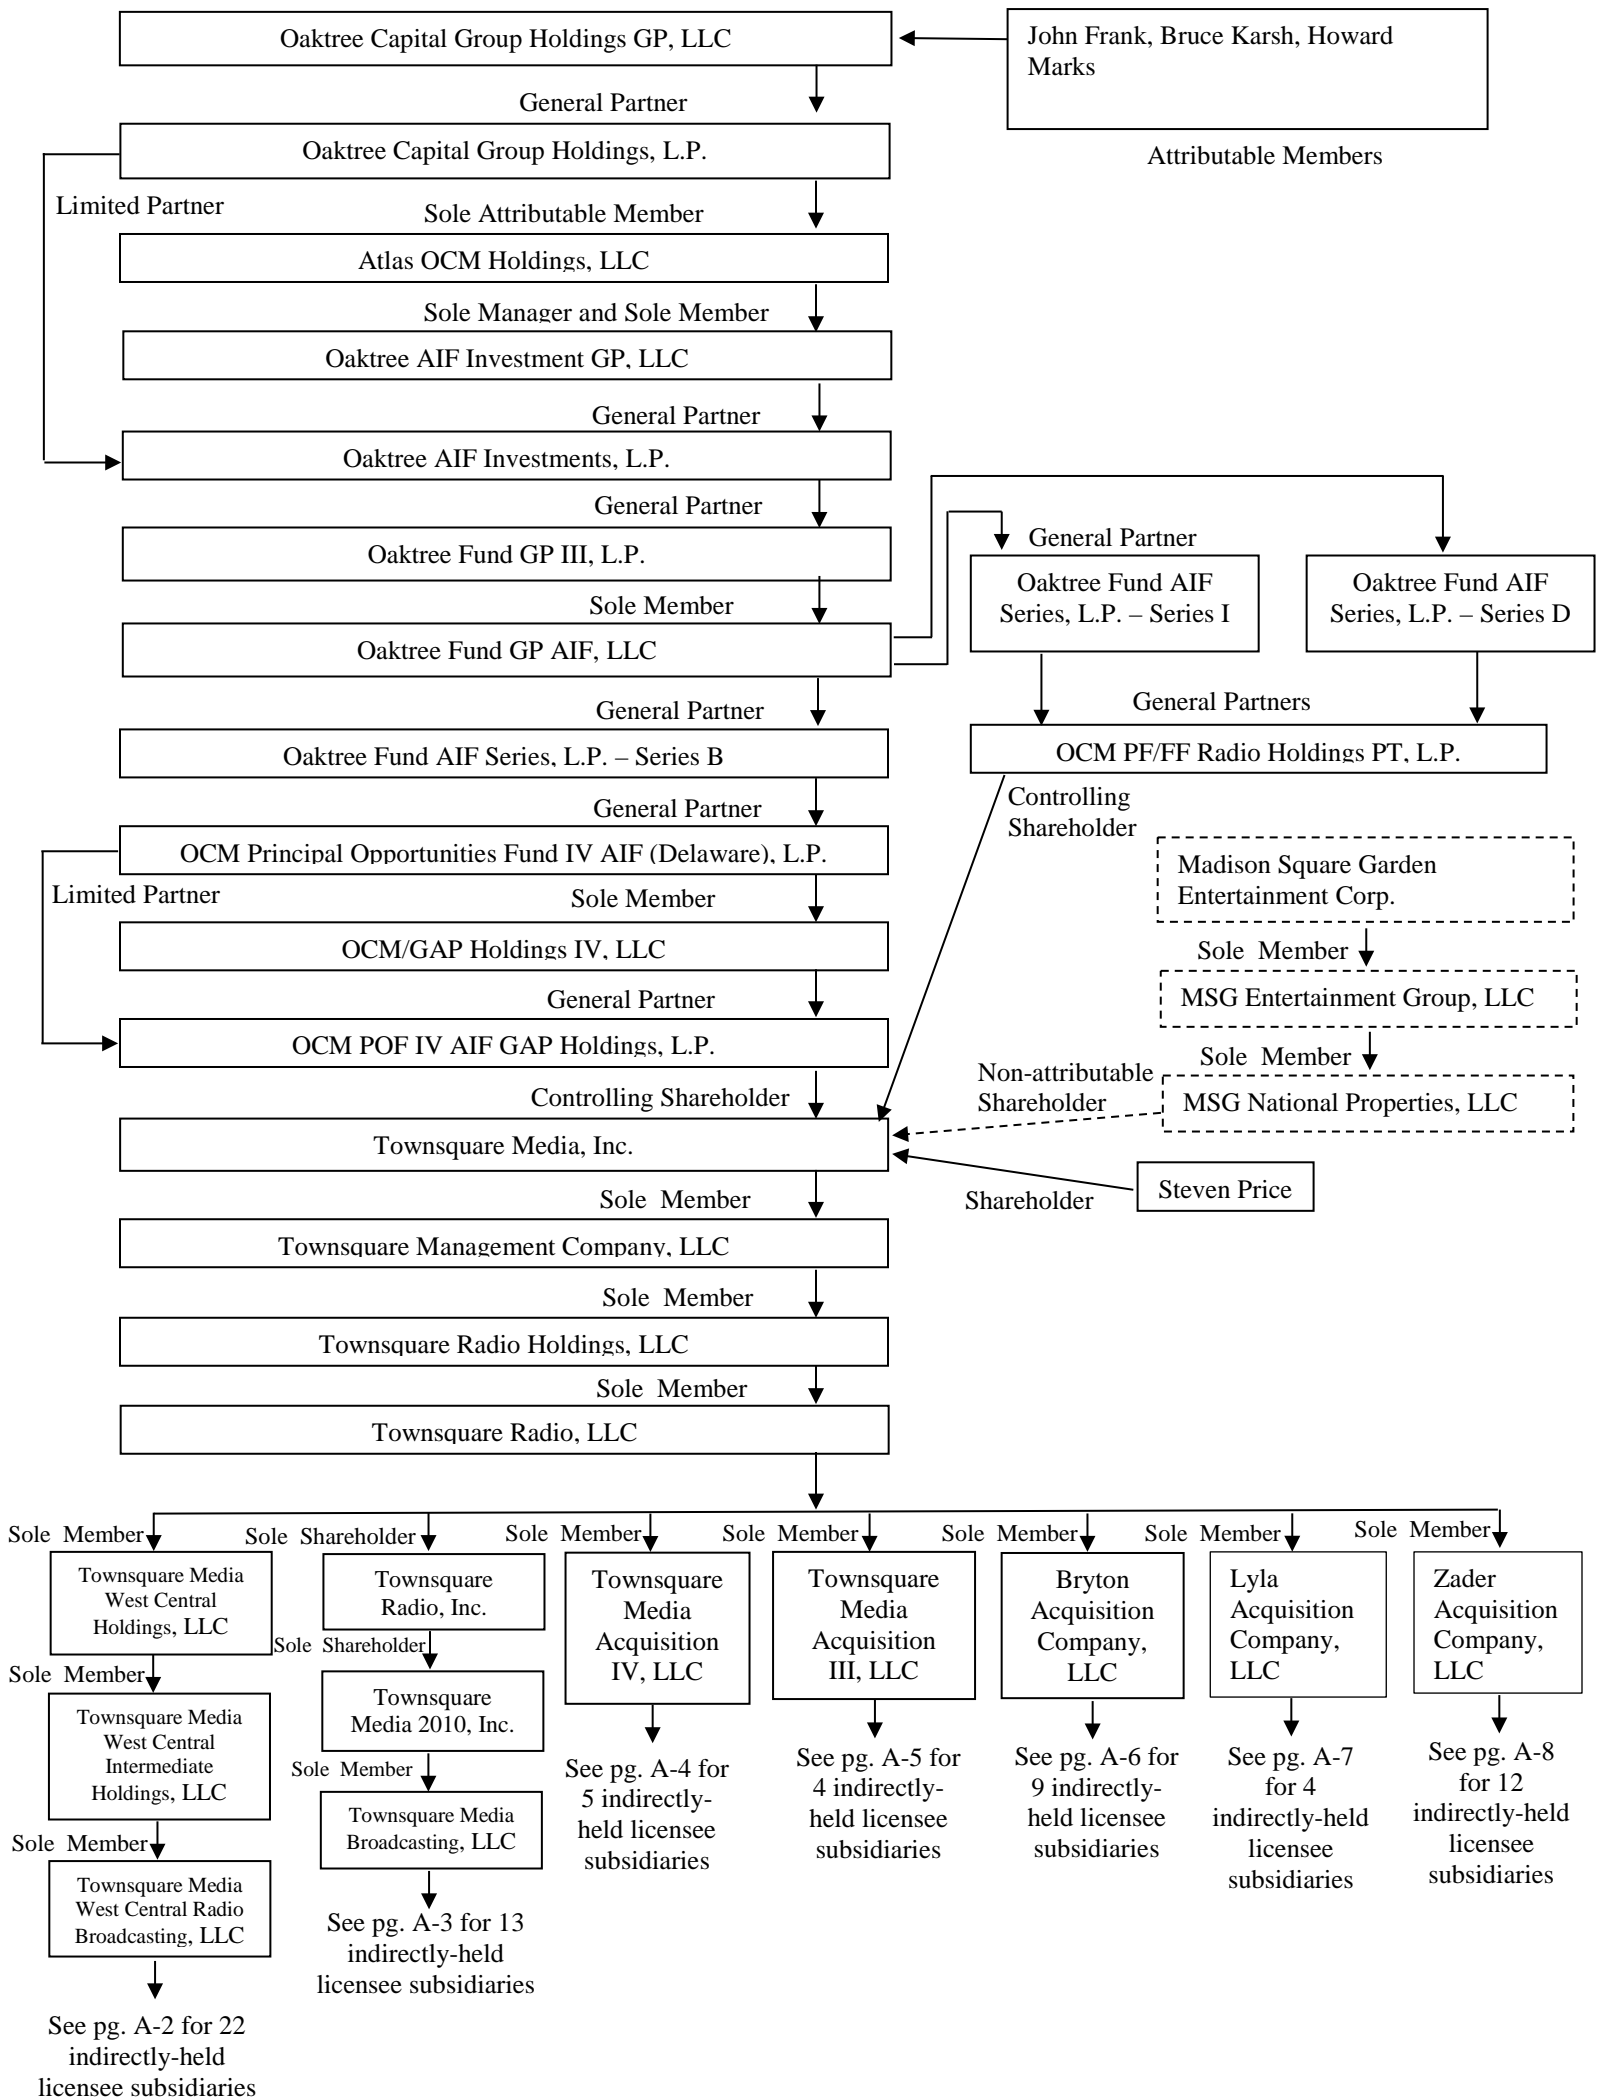 Oaktree Capital Group Holdings GP, LLC
John Frank, Bruce Karsh, Howard
Marks
Attributable Members
General Partner
Oaktree Capital Group Holdings, L.P.
Limited Partner
Sole Attributable Member
Atlas OCM Holdings, LLC
Sole Manager and Sole Member
Oaktree AIF Investment GP, LLC
General Partner
Oaktree AIF Investments, L.P.
General Partner
Oaktree Fund GP III, L.P.
Sole Member
Oaktree Fund GP AIF, LLC
General Partner
Oaktree Fund AIF
Series, L.P. – Series I
Oaktree Fund AIF
Series, L.P. – Series D
General Partners
OCM PF/FF Radio Holdings PT, L.P.
General Partner
Oaktree Fund AIF Series, L.P. – Series B
General Partner
OCM Principal Opportunities Fund IV AIF (Delaware), L.P.
Limited Partner
Sole Member
OCM/GAP Holdings IV, LLC
General Partner
OCM POF IV AIF GAP Holdings, L.P.
Controlling Shareholder
Controlling
Shareholder
Madison Square Garden
Entertainment Corp.
Sole Member
MSG Entertainment Group, LLC
Sole Member
MSG National Properties, LLC
Non-attributable
Shareholder
Townsquare Media, Inc.
Steven Price
Shareholder
Sole Member
Townsquare Management Company, LLC
Sole Member
Townsquare Radio Holdings, LLC
Sole Member
Townsquare Radio, LLC
Sole Member
Townsquare Media
West Central
Holdings, LLC
Sole Member
Townsquare Media
West Central
Intermediate
Holdings, LLC
Sole Member
Townsquare Media
West Central Radio
Broadcasting, LLC
See pg. A-2 for 22
indirectly-held
licensee subsidiaries
Sole Shareholder
Townsquare
Radio, Inc.
Sole Shareholder
Townsquare
Media 2010, Inc.
Sole Member
Townsquare Media
Broadcasting, LLC
See pg. A-3 for 13
indirectly-held
licensee subsidiaries
Sole Member
Townsquare
Media
Acquisition
IV, LLC
See pg. A-4 for
5 indirectly-
held licensee
subsidiaries
Sole Member
Townsquare
Media
Acquisition
III, LLC
See pg. A-5 for
4 indirectly-
held licensee
subsidiaries
Sole Member
Bryton
Acquisition
Company,
LLC
See pg. A-6 for
9 indirectly-
held licensee
subsidiaries
Sole Member
Lyla
Acquisition
Company,
LLC
See pg. A-7
for 4
indirectly-held
licensee
subsidiaries
Sole Member
Zader
Acquisition
Company,
LLC
See pg. A-8
for 12
indirectly-held
licensee
subsidiaries